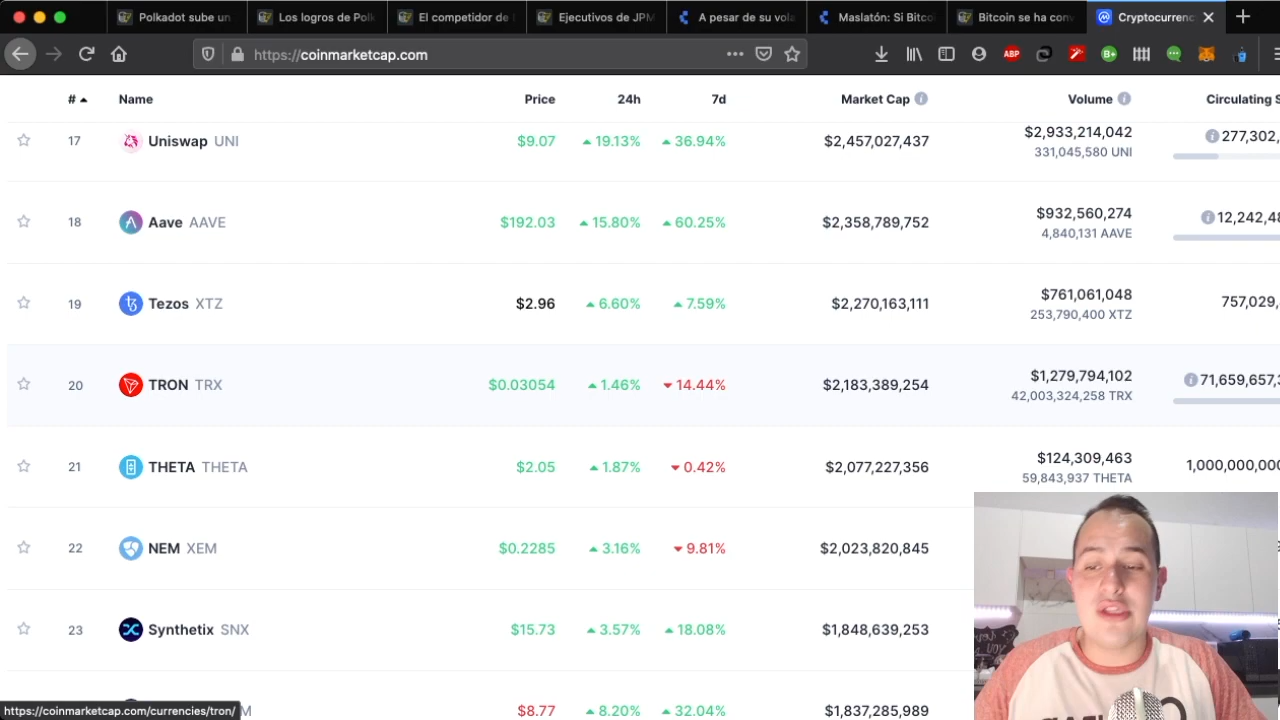 Polkadot sube un
Los logros de Polk
El competidor de
Ejecutivos de JPM
A pesar de su vola
Maslatón: Si Bitco
Bitcoin se ha conv
Cryptocurrenc
https://coinmarketcap.com
ABP
B+
# Name Price 24h 7d Market Cap Volume Circulating S
17 Uniswap UNI $9.07 19.13% 36.94% $2,457,027,437 $2,933,214,042 277,302,
331,045,580 UNI
18 Aave AAVE $192.03 15.80% 60.25% $2,358,789,752 $932,560,274 12,242,48
4,840,131 AAVE
19 Tezos XTZ $2.96 6.60% 7.59% $2,270,163,111 $761,061,048 757,029,
253,790,400 XTZ
20 TRON TRX $0.03054 1.46% 14.44% $2,183,389,254 $1,279,794,102 71,659,657,3
42,003,324,258 TRX
21 THETA THETA $2.05 1.87% 0.42% $2,077,227,356 $124,309,463 1,000,000,000
59,843,937 THETA
22 NEM XEM $0.2285 3.16% 9.81% $2,023,820,845
23 Synthetix SNX $15.73 3.57% 18.08% $1,848,639,253
M $8.77 8.20% 32.04% $1,837,285,989
https://coinmarketcap.com/currencies/tron/